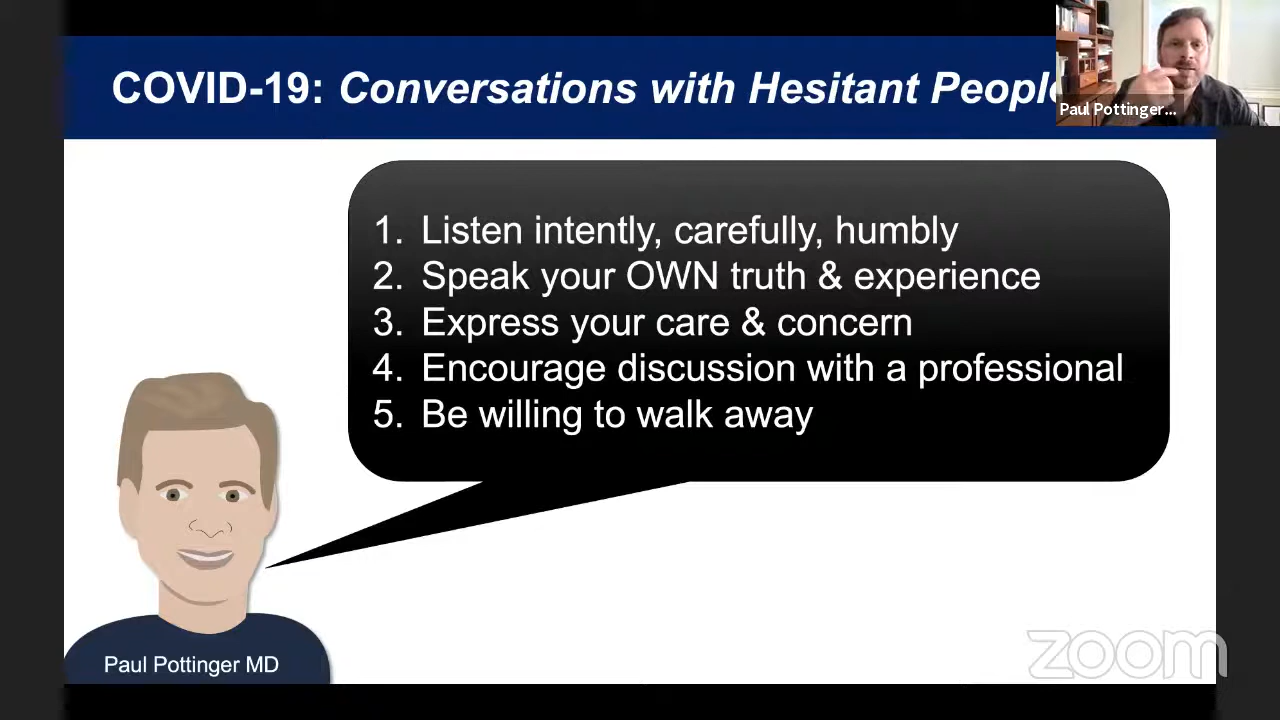 COVID-19: Conversations with Hesitant People
Paul Pottinger...
1. Listen intently, carefully, humbly
2. Speak your OWN truth & experience
3. Express your care & concern
4. Encourage discussion with a professional
5. Be willing to walk away
Paul Pottinger MD
zoom